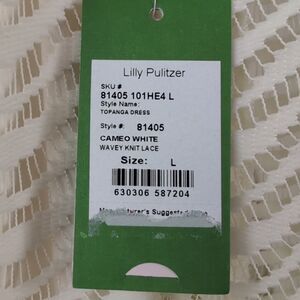 Lilly Pulitzer
SKU #
81405 101HE4 L
Style Name:
TOPANGA DRESS
Style #: 81405
CAMEO WHITE
WAVEY KNIT LACE
Size: L
630306 587204
Suggested